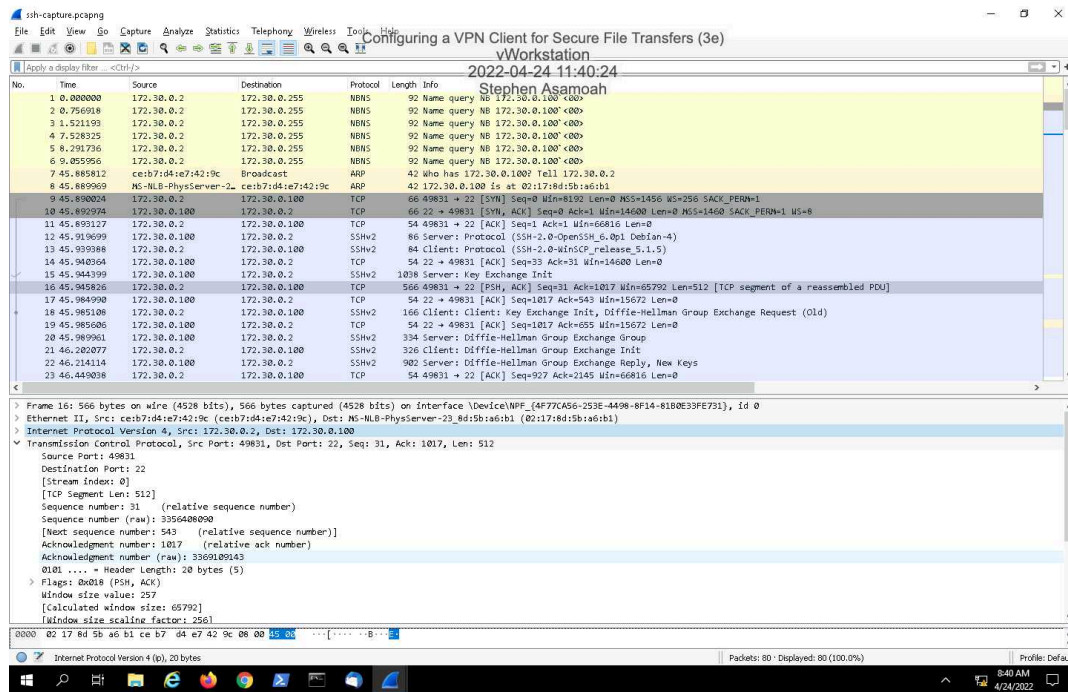 ssh-capture.pcapng
File Edit View Go Capture Analyze Statistics Telephony Wireless Tools Help
Configuring a VPN Client for Secure File Transfers (3e)
vWorkstation
2022-04-24 11:40:24
Stephen Asamoah
Apply a display filter ... <Ctrl-/>
No. Time Source Destination Protocol Length Info
1 0.000000 172.30.0.2 172.30.0.255 NBNS 92 Name query NB 172.30.0.100`<00>
2 0.756918 172.30.0.2 172.30.0.255 NBNS 92 Name query NB 172.30.0.100`<00>
3 1.521193 172.30.0.2 172.30.0.255 NBNS 92 Name query NB 172.30.0.100`<00>
4 7.528325 172.30.0.2 172.30.0.255 NBNS 92 Name query NB 172.30.0.100`<00>
5 8.291736 172.30.0.2 172.30.0.255 NBNS 92 Name query NB 172.30.0.100`<00>
6 9.055956 172.30.0.2 172.30.0.255 NBNS 92 Name query NB 172.30.0.100`<00>
7 45.885812 ce:b7:d4:e7:42:9c Broadcast ARP 42 Who has 172.30.0.100? Tell 172.30.0.2
8 45.889969 MS-NLB-PhysServer-2… ce:b7:d4:e7:42:9c ARP 42 172.30.0.100 is at 02:17:8d:5b:a6:b1
9 45.890024 172.30.0.2 172.30.0.100 TCP 66 49831 → 22 [SYN] Seq=0 Win=8192 Len=0 MSS=1456 WS=256 SACK_PERM=1
10 45.892974 172.30.0.100 172.30.0.2 TCP 66 22 → 49831 [SYN, ACK] Seq=0 Ack=1 Win=14600 Len=0 MSS=1460 SACK_PERM=1 WS=8
11 45.893127 172.30.0.2 172.30.0.100 TCP 54 49831 → 22 [ACK] Seq=1 Ack=1 Win=66816 Len=0
12 45.919699 172.30.0.100 172.30.0.2 SSHv2 86 Server: Protocol (SSH-2.0-OpenSSH_6.0p1 Debian-4)
13 45.939388 172.30.0.2 172.30.0.100 SSHv2 84 Client: Protocol (SSH-2.0-WinSCP_release_5.1.5)
14 45.940364 172.30.0.100 172.30.0.2 TCP 54 22 → 49831 [ACK] Seq=33 Ack=31 Win=14600 Len=0
15 45.944399 172.30.0.100 172.30.0.2 SSHv2 1038 Server: Key Exchange Init
16 45.945826 172.30.0.2 172.30.0.100 TCP 566 49831 → 22 [PSH, ACK] Seq=31 Ack=1017 Win=65792 Len=512 [TCP segment of a reassembled PDU]
17 45.984990 172.30.0.100 172.30.0.2 TCP 54 22 → 49831 [ACK] Seq=1017 Ack=543 Win=15672 Len=0
18 45.985108 172.30.0.2 172.30.0.100 SSHv2 166 Client: Client: Key Exchange Init, Diffie-Hellman Group Exchange Request (Old)
19 45.985606 172.30.0.100 172.30.0.2 TCP 54 22 → 49831 [ACK] Seq=1017 Ack=655 Win=15672 Len=0
20 45.989961 172.30.0.100 172.30.0.2 SSHv2 334 Server: Diffie-Hellman Group Exchange Group
21 46.202077 172.30.0.2 172.30.0.100 SSHv2 326 Client: Diffie-Hellman Group Exchange Init
22 46.214114 172.30.0.100 172.30.0.2 SSHv2 902 Server: Diffie-Hellman Group Exchange Reply, New Keys
23 46.449038 172.30.0.2 172.30.0.100 TCP 54 49831 → 22 [ACK] Seq=927 Ack=2145 Win=66816 Len=0
Frame 16: 566 bytes on wire (4528 bits), 566 bytes captured (4528 bits) on interface \Device\NPF_{4F77CA56-253E-4498-8F14-81B0E33FE731}, id 0
Ethernet II, Src: ce:b7:d4:e7:42:9c (ce:b7:d4:e7:42:9c), Dst: MS-NLB-PhysServer-23_8d:5b:a6:b1 (02:17:8d:5b:a6:b1)
Internet Protocol Version 4, Src: 172.30.0.2, Dst: 172.30.0.100
Transmission Control Protocol, Src Port: 49831, Dst Port: 22, Seq: 31, Ack: 1017, Len: 512
Source Port: 49831
Destination Port: 22
[Stream index: 0]
[TCP Segment Len: 512]
Sequence number: 31 (relative sequence number)
Sequence number (raw): 3356408090
[Next sequence number: 543 (relative sequence number)]
Acknowledgment number: 1017 (relative ack number)
Acknowledgment number (raw): 3369109143
0101 .... = Header Length: 20 bytes (5)
Flags: 0x018 (PSH, ACK)
Window size value: 257
[Calculated window size: 65792]
[Window size scaling factor: 256]
0000 02 17 8d 5b a6 b1 ce b7 d4 e7 42 9c 08 00 45 00 ···[···· ··B···E·
Internet Protocol Version 4 (ip), 20 bytes
Packets: 80 · Displayed: 80 (100.0%)
Profile: Defau
8:40 AM
4/24/2022